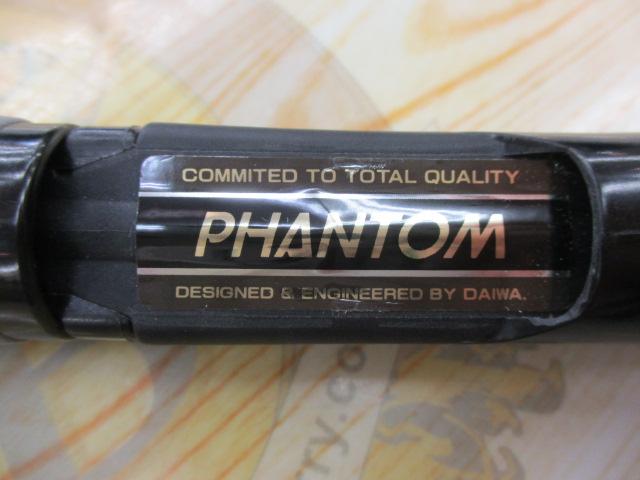 COMMITED TO TOTAL QUALITY
PHANTOM
DESIGNED & ENGINEERED BY DAIWA.